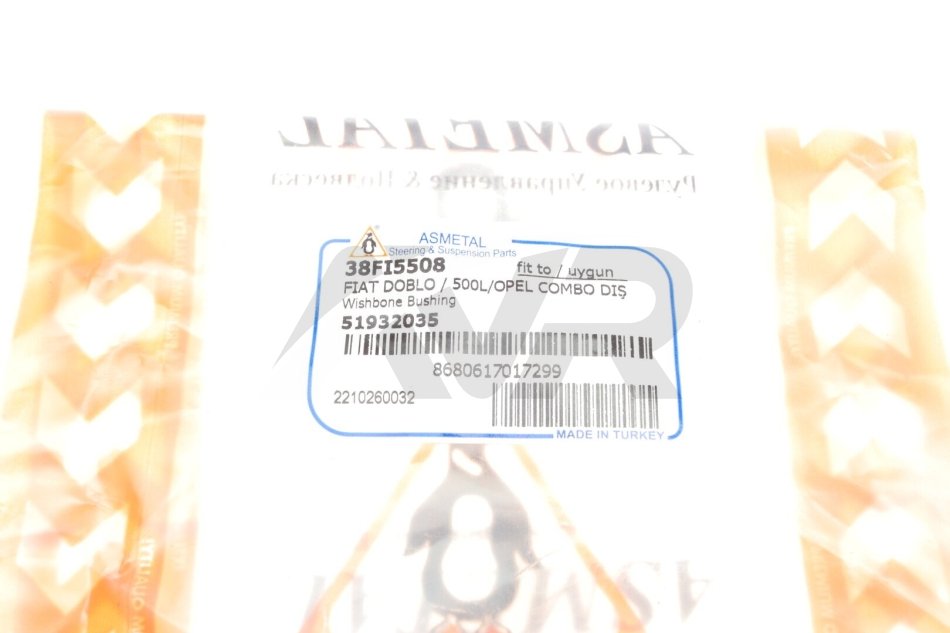 ASMETAL
Рулевое Управление & Подвеска
ASMETAL
Steering & Suspension Parts
38FI5508 fit to / uygun
FIAT DOBLO / 500L/OPEL COMBO DIŞ
Wishbone Bushing
51932035
8680617017299
2210260032
MADE IN TURKEY
NR